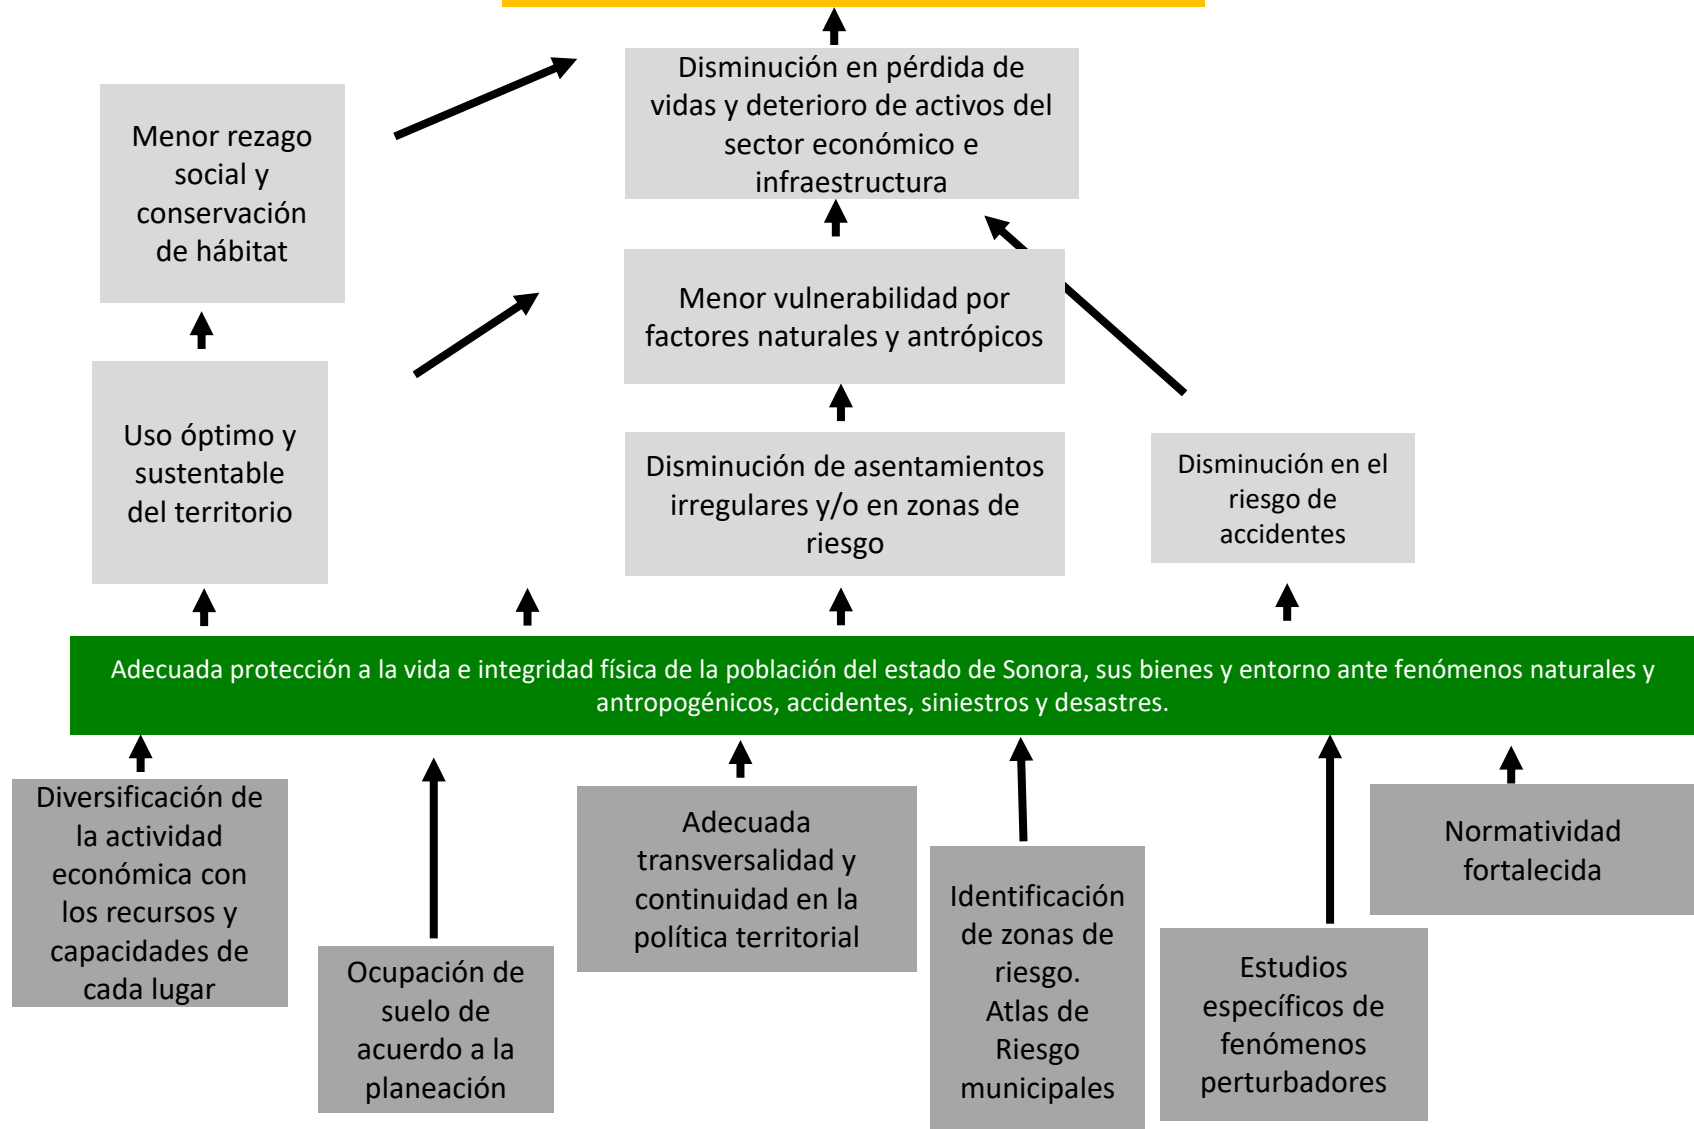 Disminución en pérdida de
vidas y deterioro de activos del
sector económico e
infraestructura
Menor rezago
social y
conservación
de hábitat
Menor vulnerabilidad por
factores naturales y antrópicos
Uso óptimo y
sustentable
del territorio
Disminución de asentamientos
irregulares y/o en zonas de
riesgo
Disminución en el
riesgo de
accidentes
Adecuada protección a la vida e integridad física de la población del estado de Sonora, sus bienes y entorno ante fenómenos naturales y
antropogénicos, accidentes, siniestros y desastres.
Diversificación de
la actividad
económica con
los recursos y
capacidades de
cada lugar
Ocupación de
suelo de
acuerdo a la
planeación
Adecuada
transversalidad y
continuidad en la
política territorial
Identificación
de zonas de
riesgo.
Atlas de
Riesgo
municipales
Estudios
específicos de
fenómenos
perturbadores
Normatividad
fortalecida